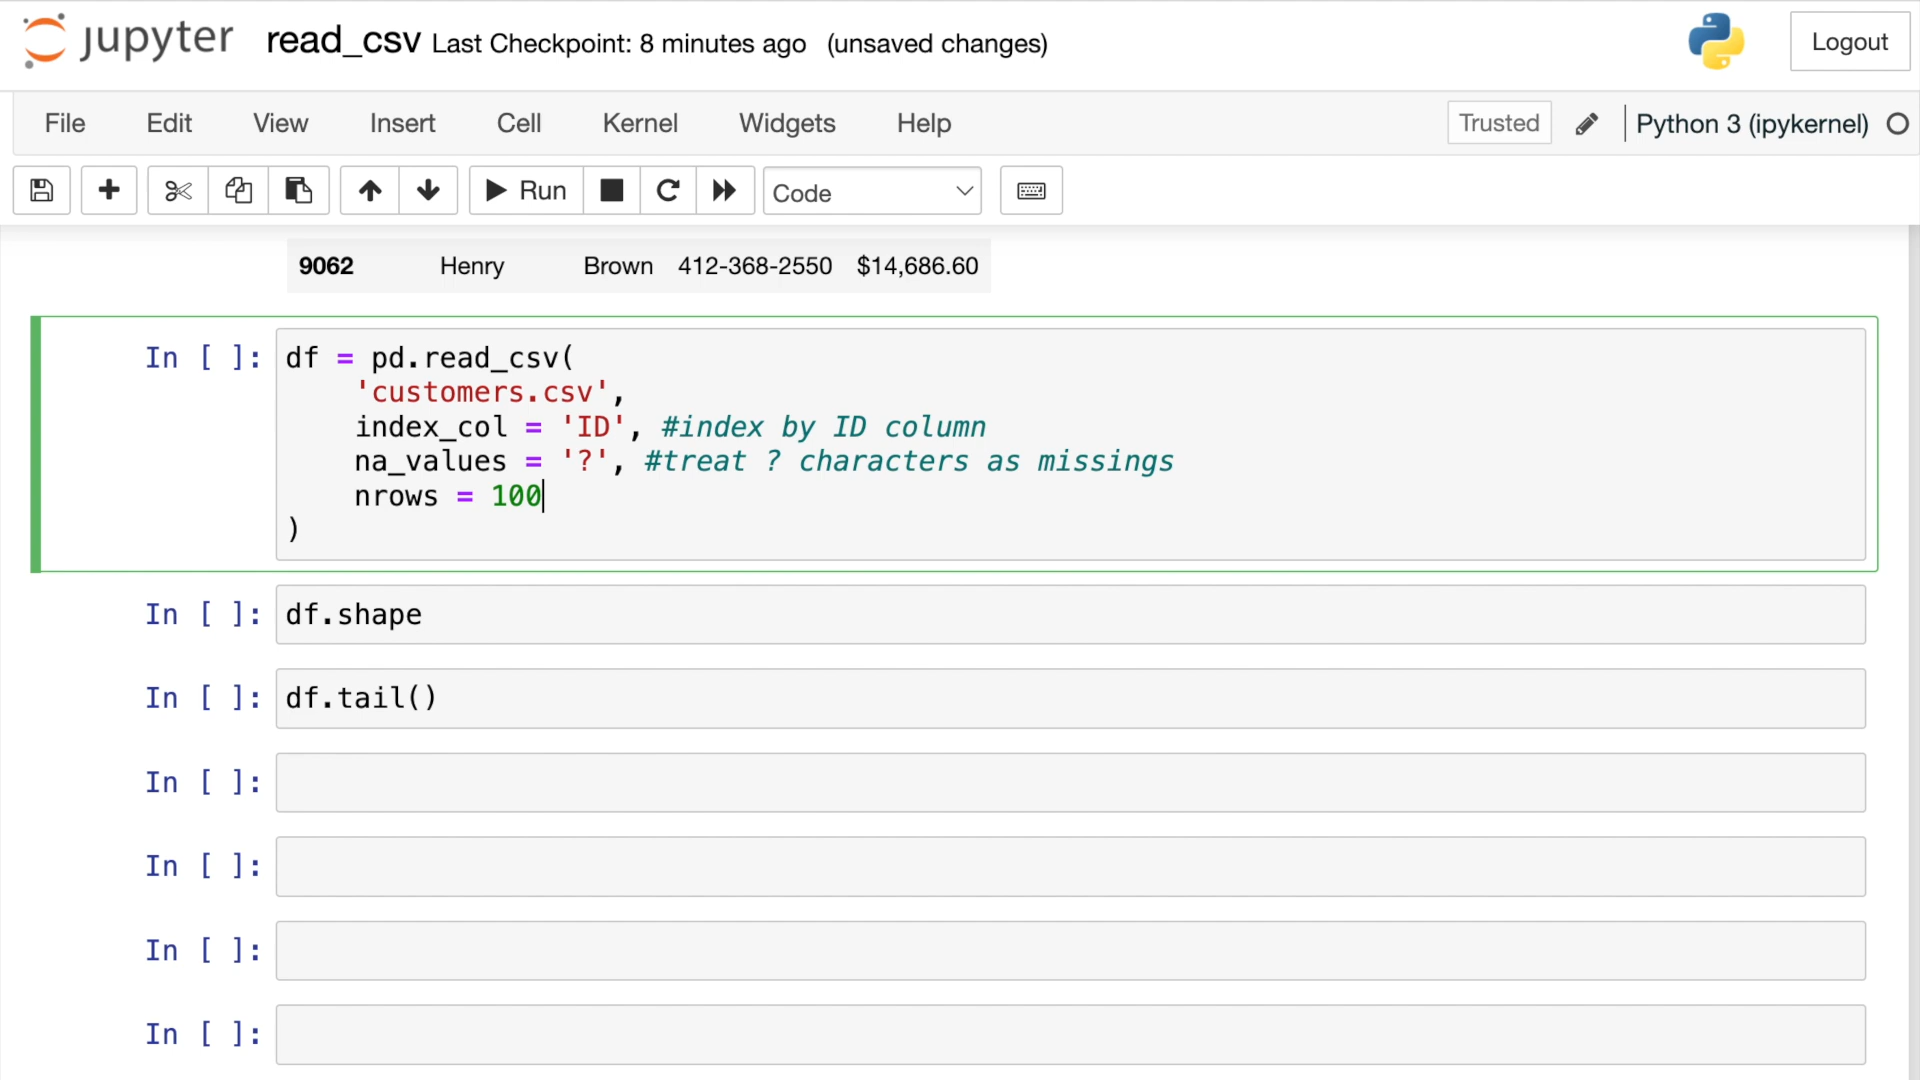 jupyter read_csv Last Checkpoint: 8 minutes ago (unsaved changes) Logout
File Edit View Insert Cell Kernel Widgets Help Trusted Python 3 (ipykernel)
Run Code
9062 Henry Brown 412-368-2550 $14,686.60
In [ ]: df = pd.read_csv(
'customers.csv',
index_col = 'ID', #index by ID column
na_values = '?', #treat ? characters as missings
nrows = 100
)
In [ ]: df.shape
In [ ]: df.tail()
In [ ]:
In [ ]:
In [ ]:
In [ ]: